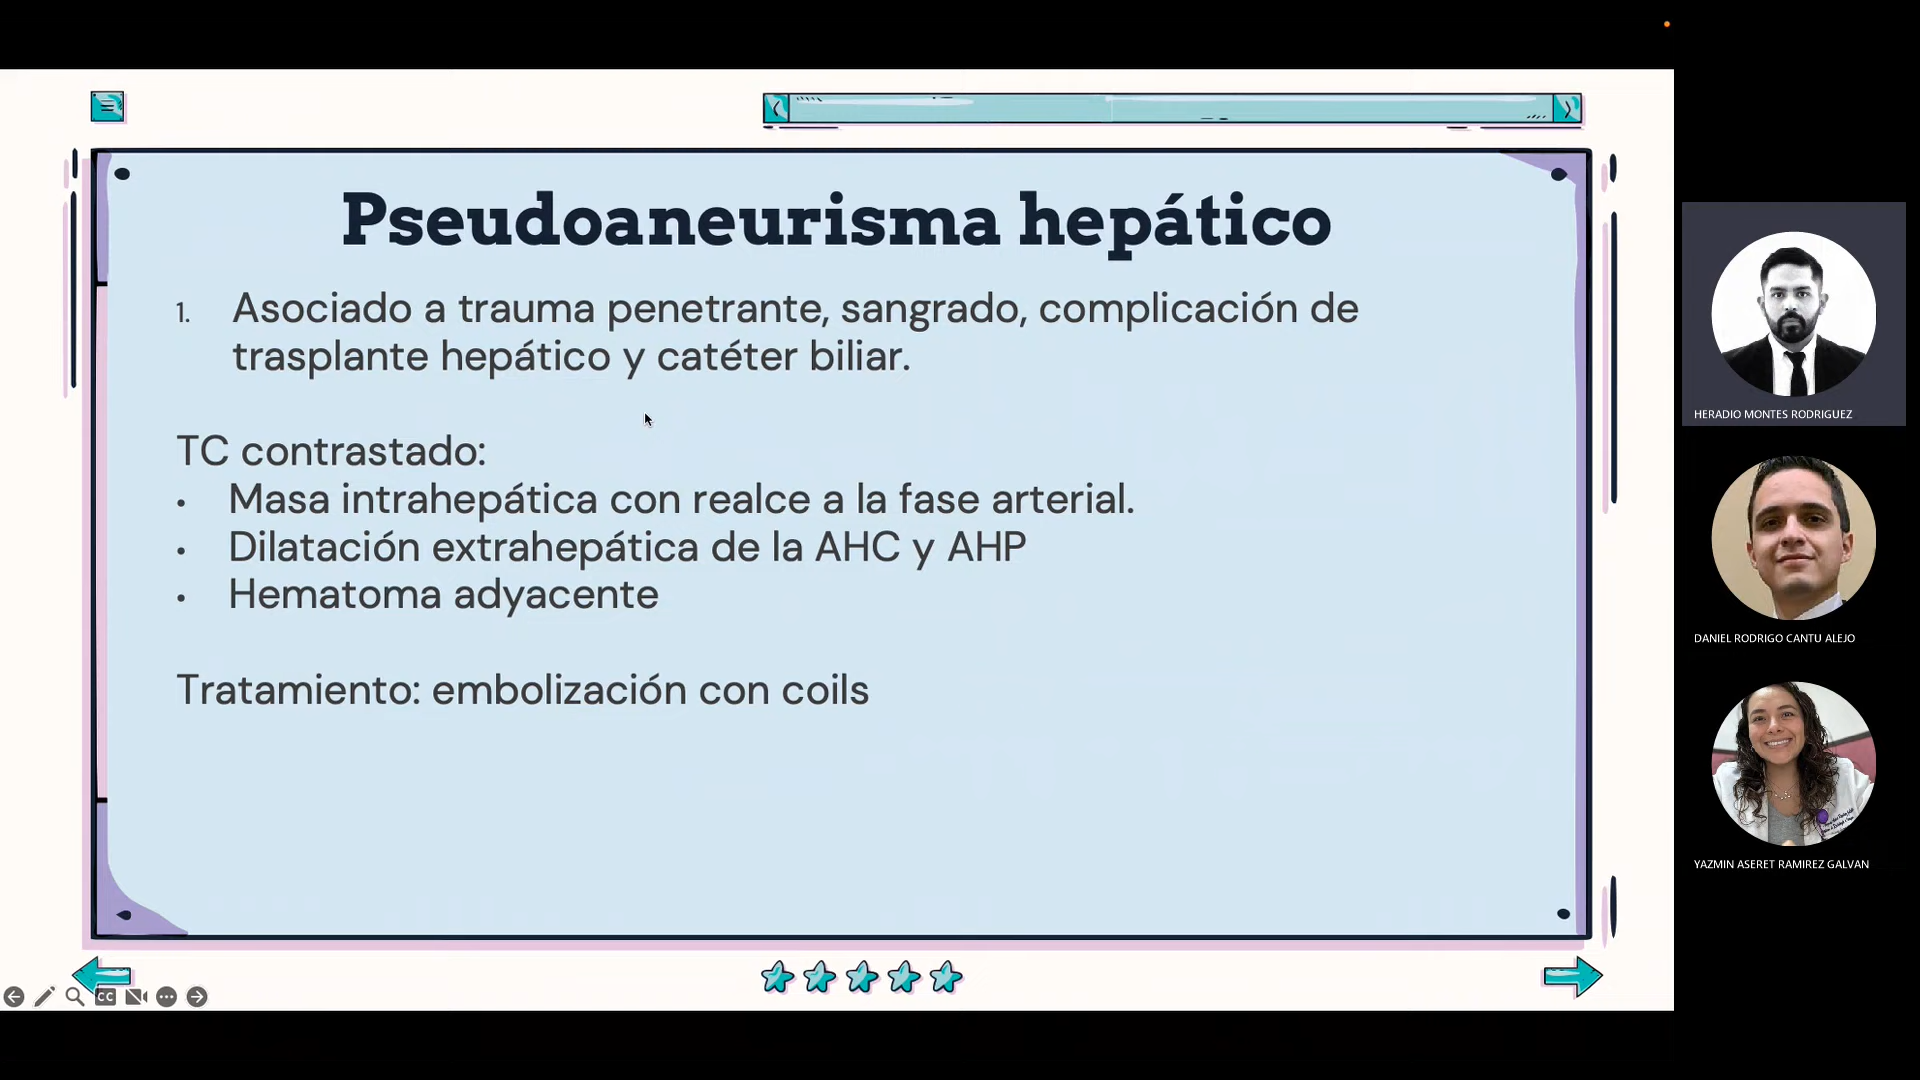 Pseudoaneurisma hepático
1. Asociado a trauma penetrante, sangrado, complicación de
trasplante hepático y catéter biliar.
TC contrastado:
• Masa intrahepática con realce a la fase arterial.
• Dilatación extrahepática de la AHC y AHP
• Hematoma adyacente
Tratamiento: embolización con coils
HERADIO MONTES RODRIGUEZ
DANIEL RODRIGO CANTU ALEJO
YAZMIN ASERET RAMIREZ GALVAN
CC